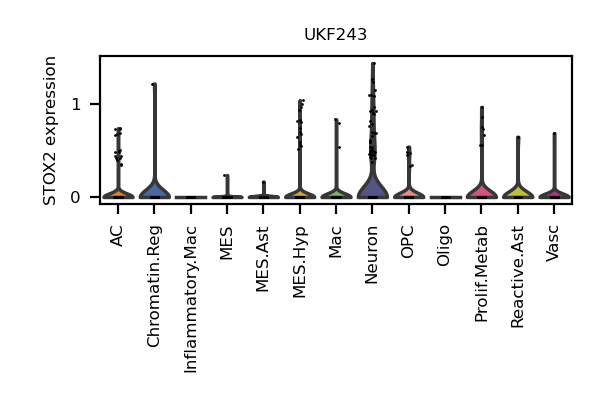 UKF243
STOX2 expression
1
0
AC
Chromatin.Reg
Inflammatory.Mac
MES
MES.Ast
MES.Hyp
Mac
Neuron
OPC
Oligo
Prolif.Metab
Reactive.Ast
Vasc